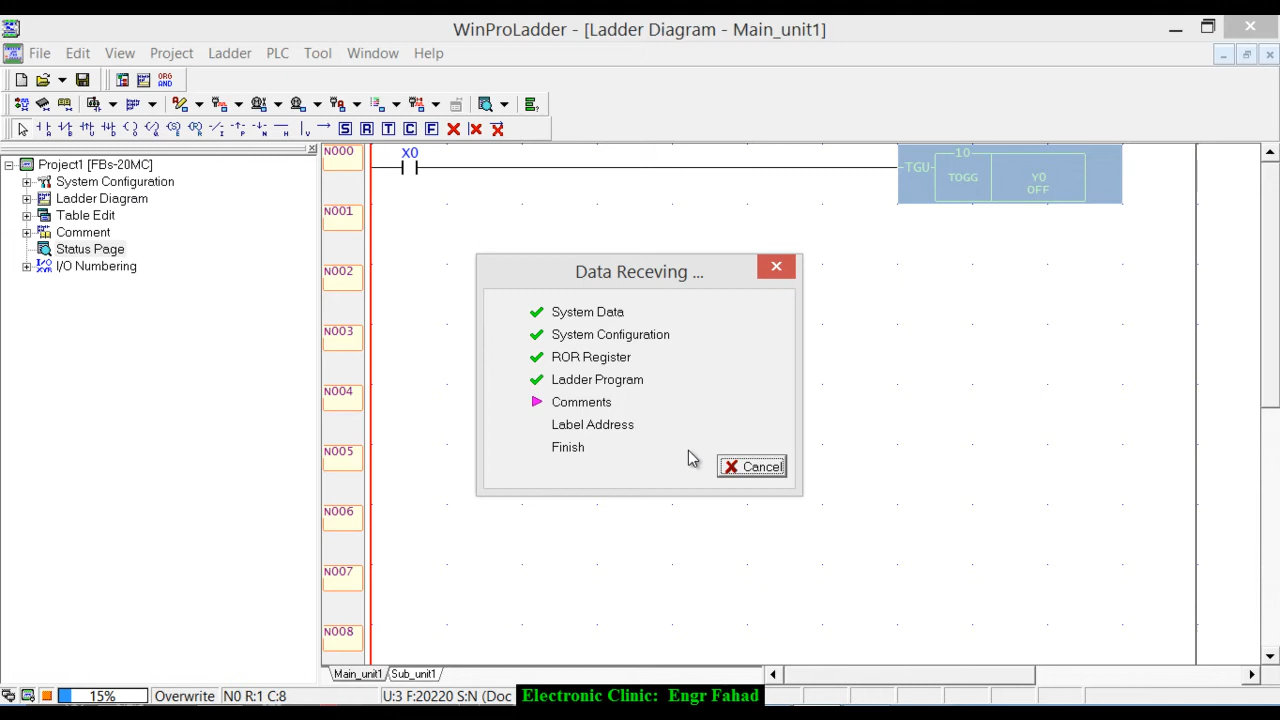 WinProLadder - [Ladder Diagram - Main_unit1]
File Edit View Project Ladder PLC Tool Window Help
ORG
AND
S R T C F
Project1 [FBs-20MC]
System Configuration
Ladder Diagram
Table Edit
Comment
Status Page
I/O Numbering
N000
X0
TGU
10
TOGG
Y0
OFF
N001
N002
N003
N004
N005
N006
N007
N008
Data Receving ...
System Data
System Configuration
ROR Register
Ladder Program
Comments
Label Address
Finish
Cancel
Main_unit1 Sub_unit1
15% Overwrite N0 R:1 C:8 U:3 F:20220 S:N (Doc
Electronic Clinic: Engr Fahad